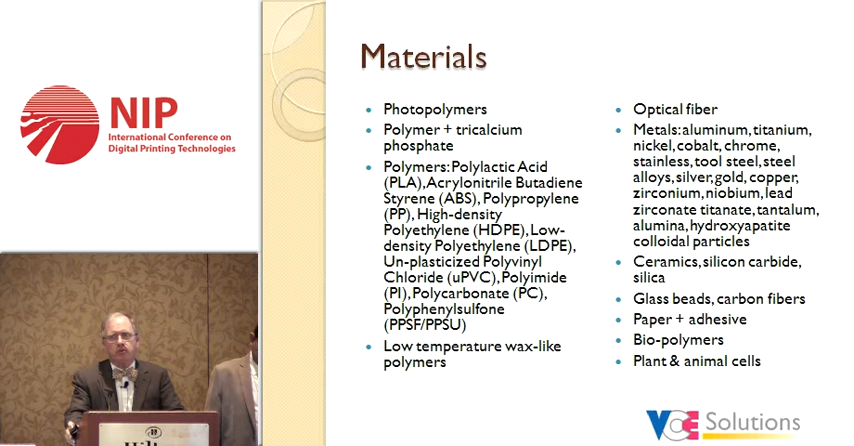 NIP
International Conference on
Digital Printing Technologies
Materials
Photopolymers
Polymer + tricalcium
phosphate
Polymers: Polylactic Acid
(PLA), Acrylonitrile Butadiene
Styrene (ABS), Polypropylene
(PP), High-density
Polyethylene (HDPE), Low-
density Polyethylene (LDPE),
Un-plasticized Polyvinyl
Chloride (uPVC), Polyimide
(PI), Polycarbonate (PC),
Polyphenylsulfone
(PPSF/PPSU)
Low temperature wax-like
polymers
Optical fiber
Metals: aluminum, titanium,
nickel, cobalt, chrome,
stainless, tool steel, steel
alloys, silver, gold, copper,
zirconium, niobium, lead
zirconate titanate, tantalum,
alumina, hydroxyapatite
colloidal particles
Ceramics, silicon carbide,
silica
Glass beads, carbon fibers
Paper + adhesive
Bio-polymers
Plant & animal cells
VCE Solutions